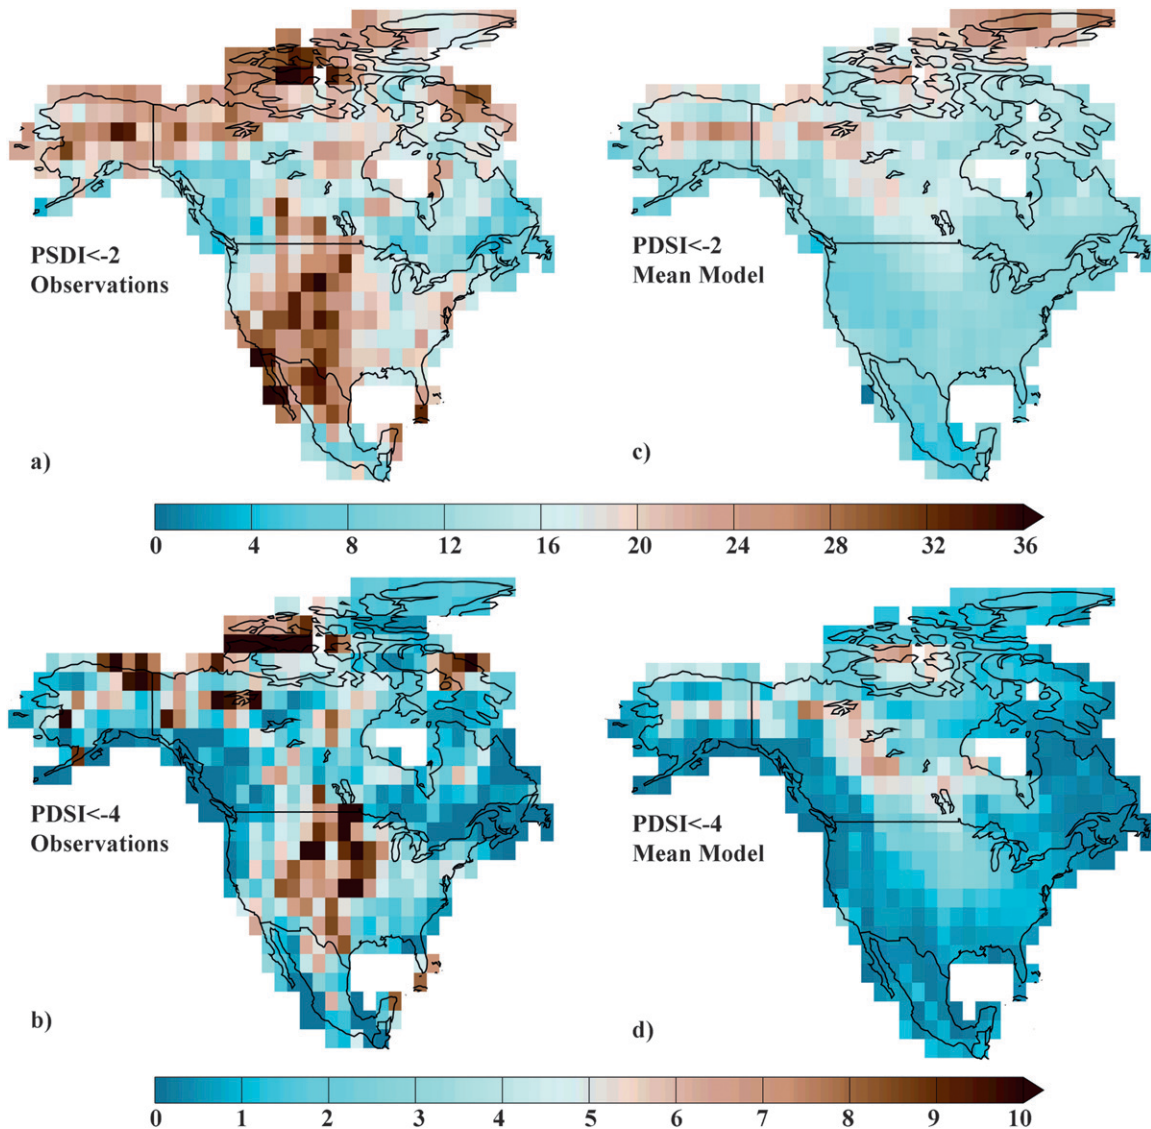 PSDI<-2
Observations
a)
PDSI<-2
Mean Model
c)
0 4 8 12 16 20 24 28 32 36
PDSI<-4
Observations
b)
PDSI<-4
Mean Model
d)
0 1 2 3 4 5 6 7 8 9 10